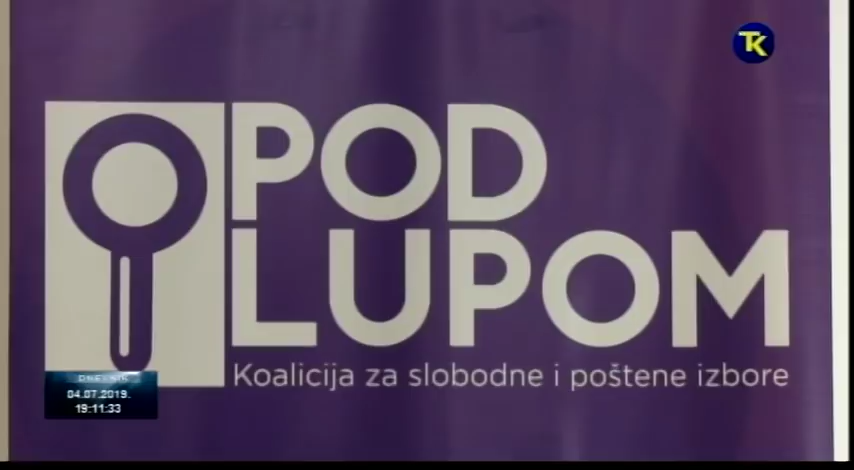 TK
POD
LUPOM
Koalicija za slobodne i poštene izbore
DNEVNIK
04.07.2019.
19:11:33